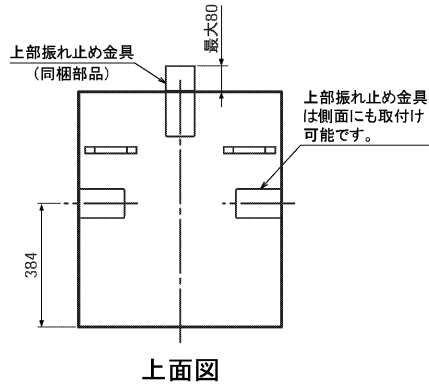 上部振れ止め金具
(同梱部品)
最大80
上部振れ止め金具
は側面にも取付け
可能です。
384
上面図